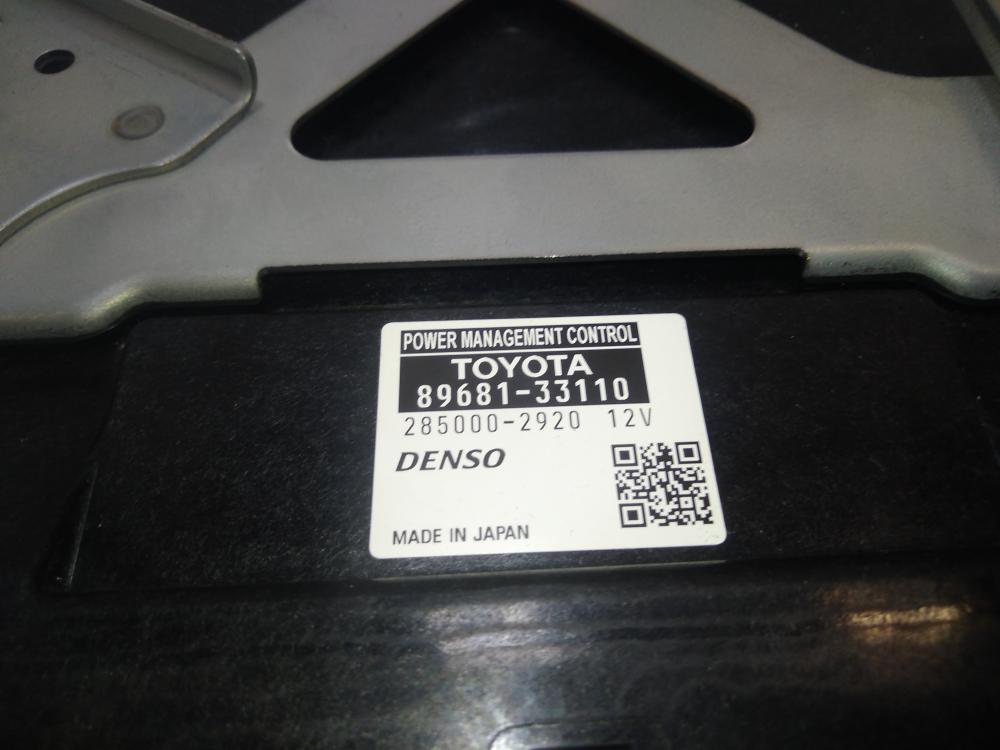 POWER MANAGEMENT CONTROL
TOYOTA
89681-33110
285000-2920 12V
DENSO
MADE IN JAPAN